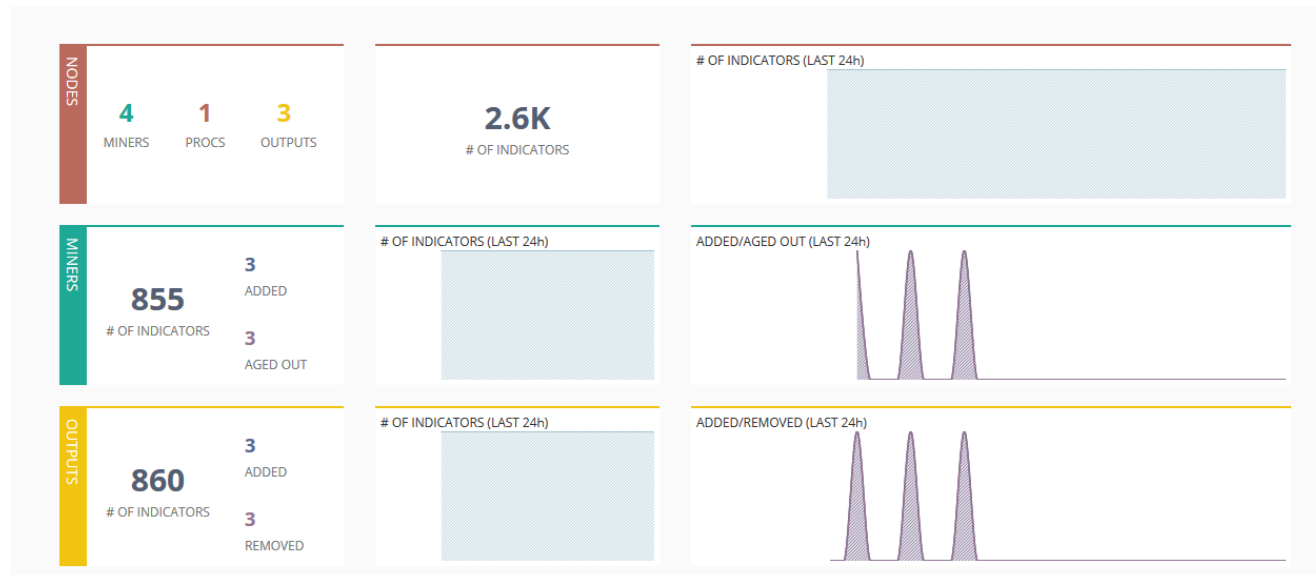 NODES
4
MINERS
1
PROCS
3
OUTPUTS
2.6K
# OF INDICATORS
# OF INDICATORS (LAST 24h)
MINERS
855
# OF INDICATORS
3
ADDED
3
AGED OUT
# OF INDICATORS (LAST 24h)
ADDED/AGED OUT (LAST 24h)
OUTPUTS
860
# OF INDICATORS
3
ADDED
3
REMOVED
# OF INDICATORS (LAST 24h)
ADDED/REMOVED (LAST 24h)